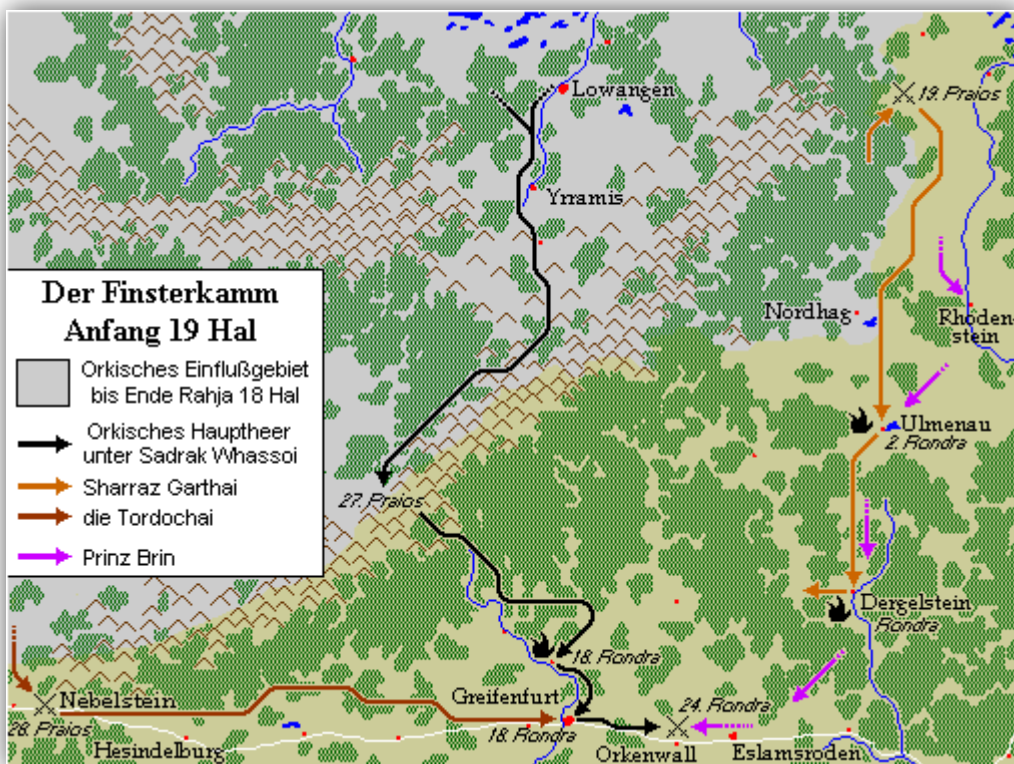 Lowangen
19. Praios
Yrramis
Der Finsterkamm
Anfang 19 Hal
Orkisches Einflußgebiet
bis Ende Rahja 18 Hal
Orkisches Hauptheer
unter Sadrak Whassoi
Sharraz Garthai
die Tordochai
Prinz Brin
Nordhag
Rhoden-
stein
Ulmenau
2. Rondra
27. Praios
Dergelstein
Rondra
18. Rondra
Nebelstein
28. Praios
Hesindelburg
Greifenfurt
18. Rondra
24. Rondra
Orkenwall
Eslamsroden